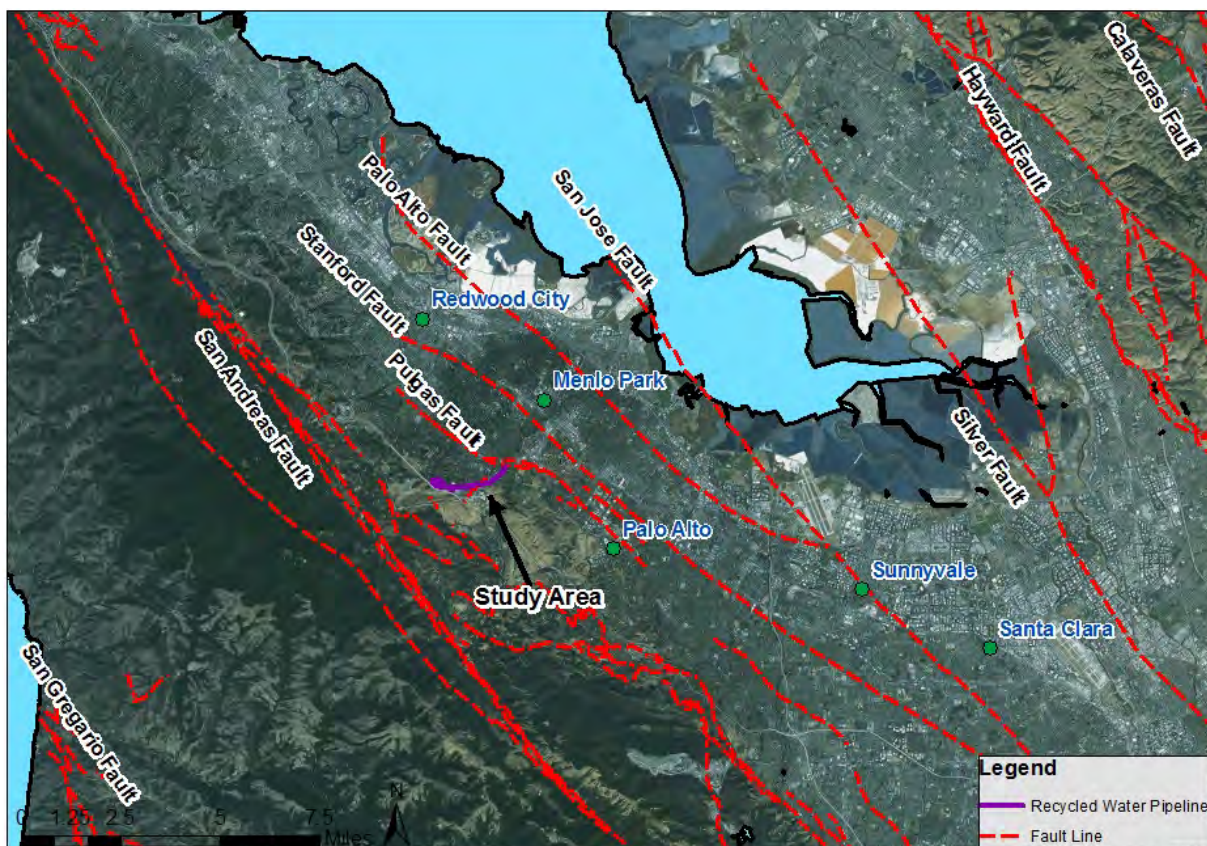 Calaveras Fault
Hayward Fault
Palo Alto Fault
San Jose Fault
Stanford Fault
Redwood City
San Andreas Fault
Pulgas Fault
Menlo Park
Silver Fault
Palo Alto
Study Area
Sunnyvale
Santa Clara
San Gregario Fault
N
0 1.25 2.5 5 7.5
Miles
Legend
Recycled Water Pipeline
Fault Line